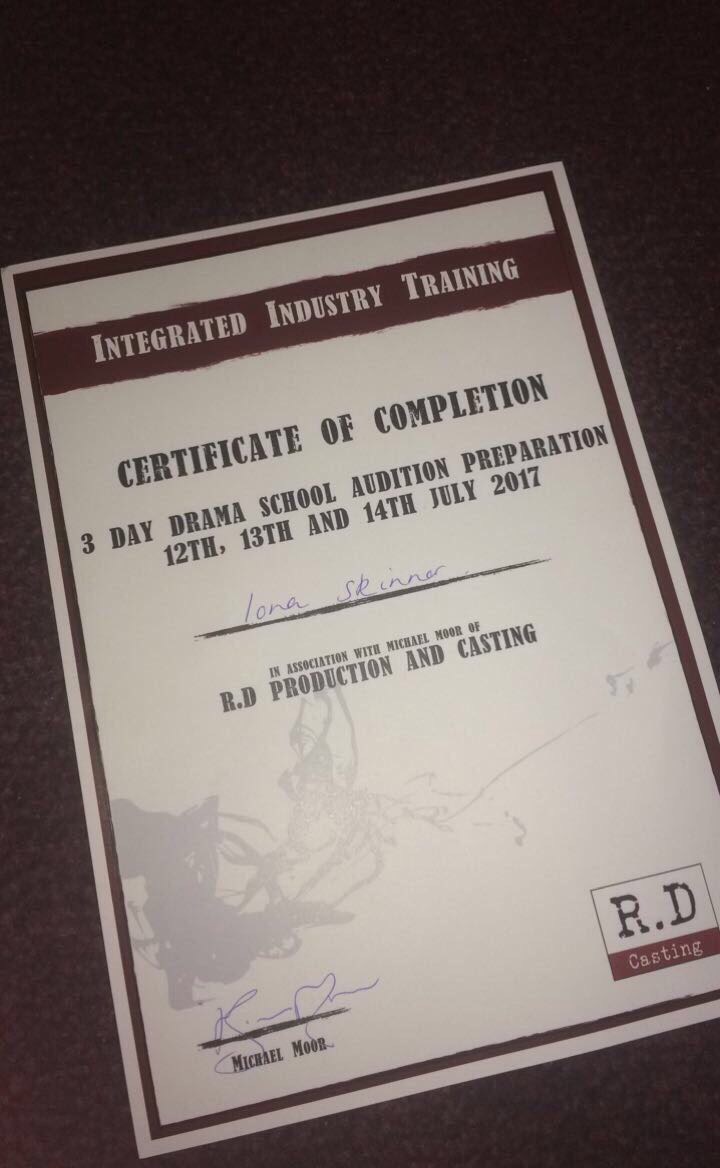 INTEGRATED INDUSTRY TRAINING
CERTIFICATE OF COMPLETION
3 DAY DRAMA SCHOOL AUDITION PREPARATION
12TH, 13TH AND 14TH JULY 2017
Iona Skinner
IN ASSOCIATION WITH MICHAEL MOOR OF
R.D PRODUCTION AND CASTING
R.D
Casting
MICHAEL MOOR